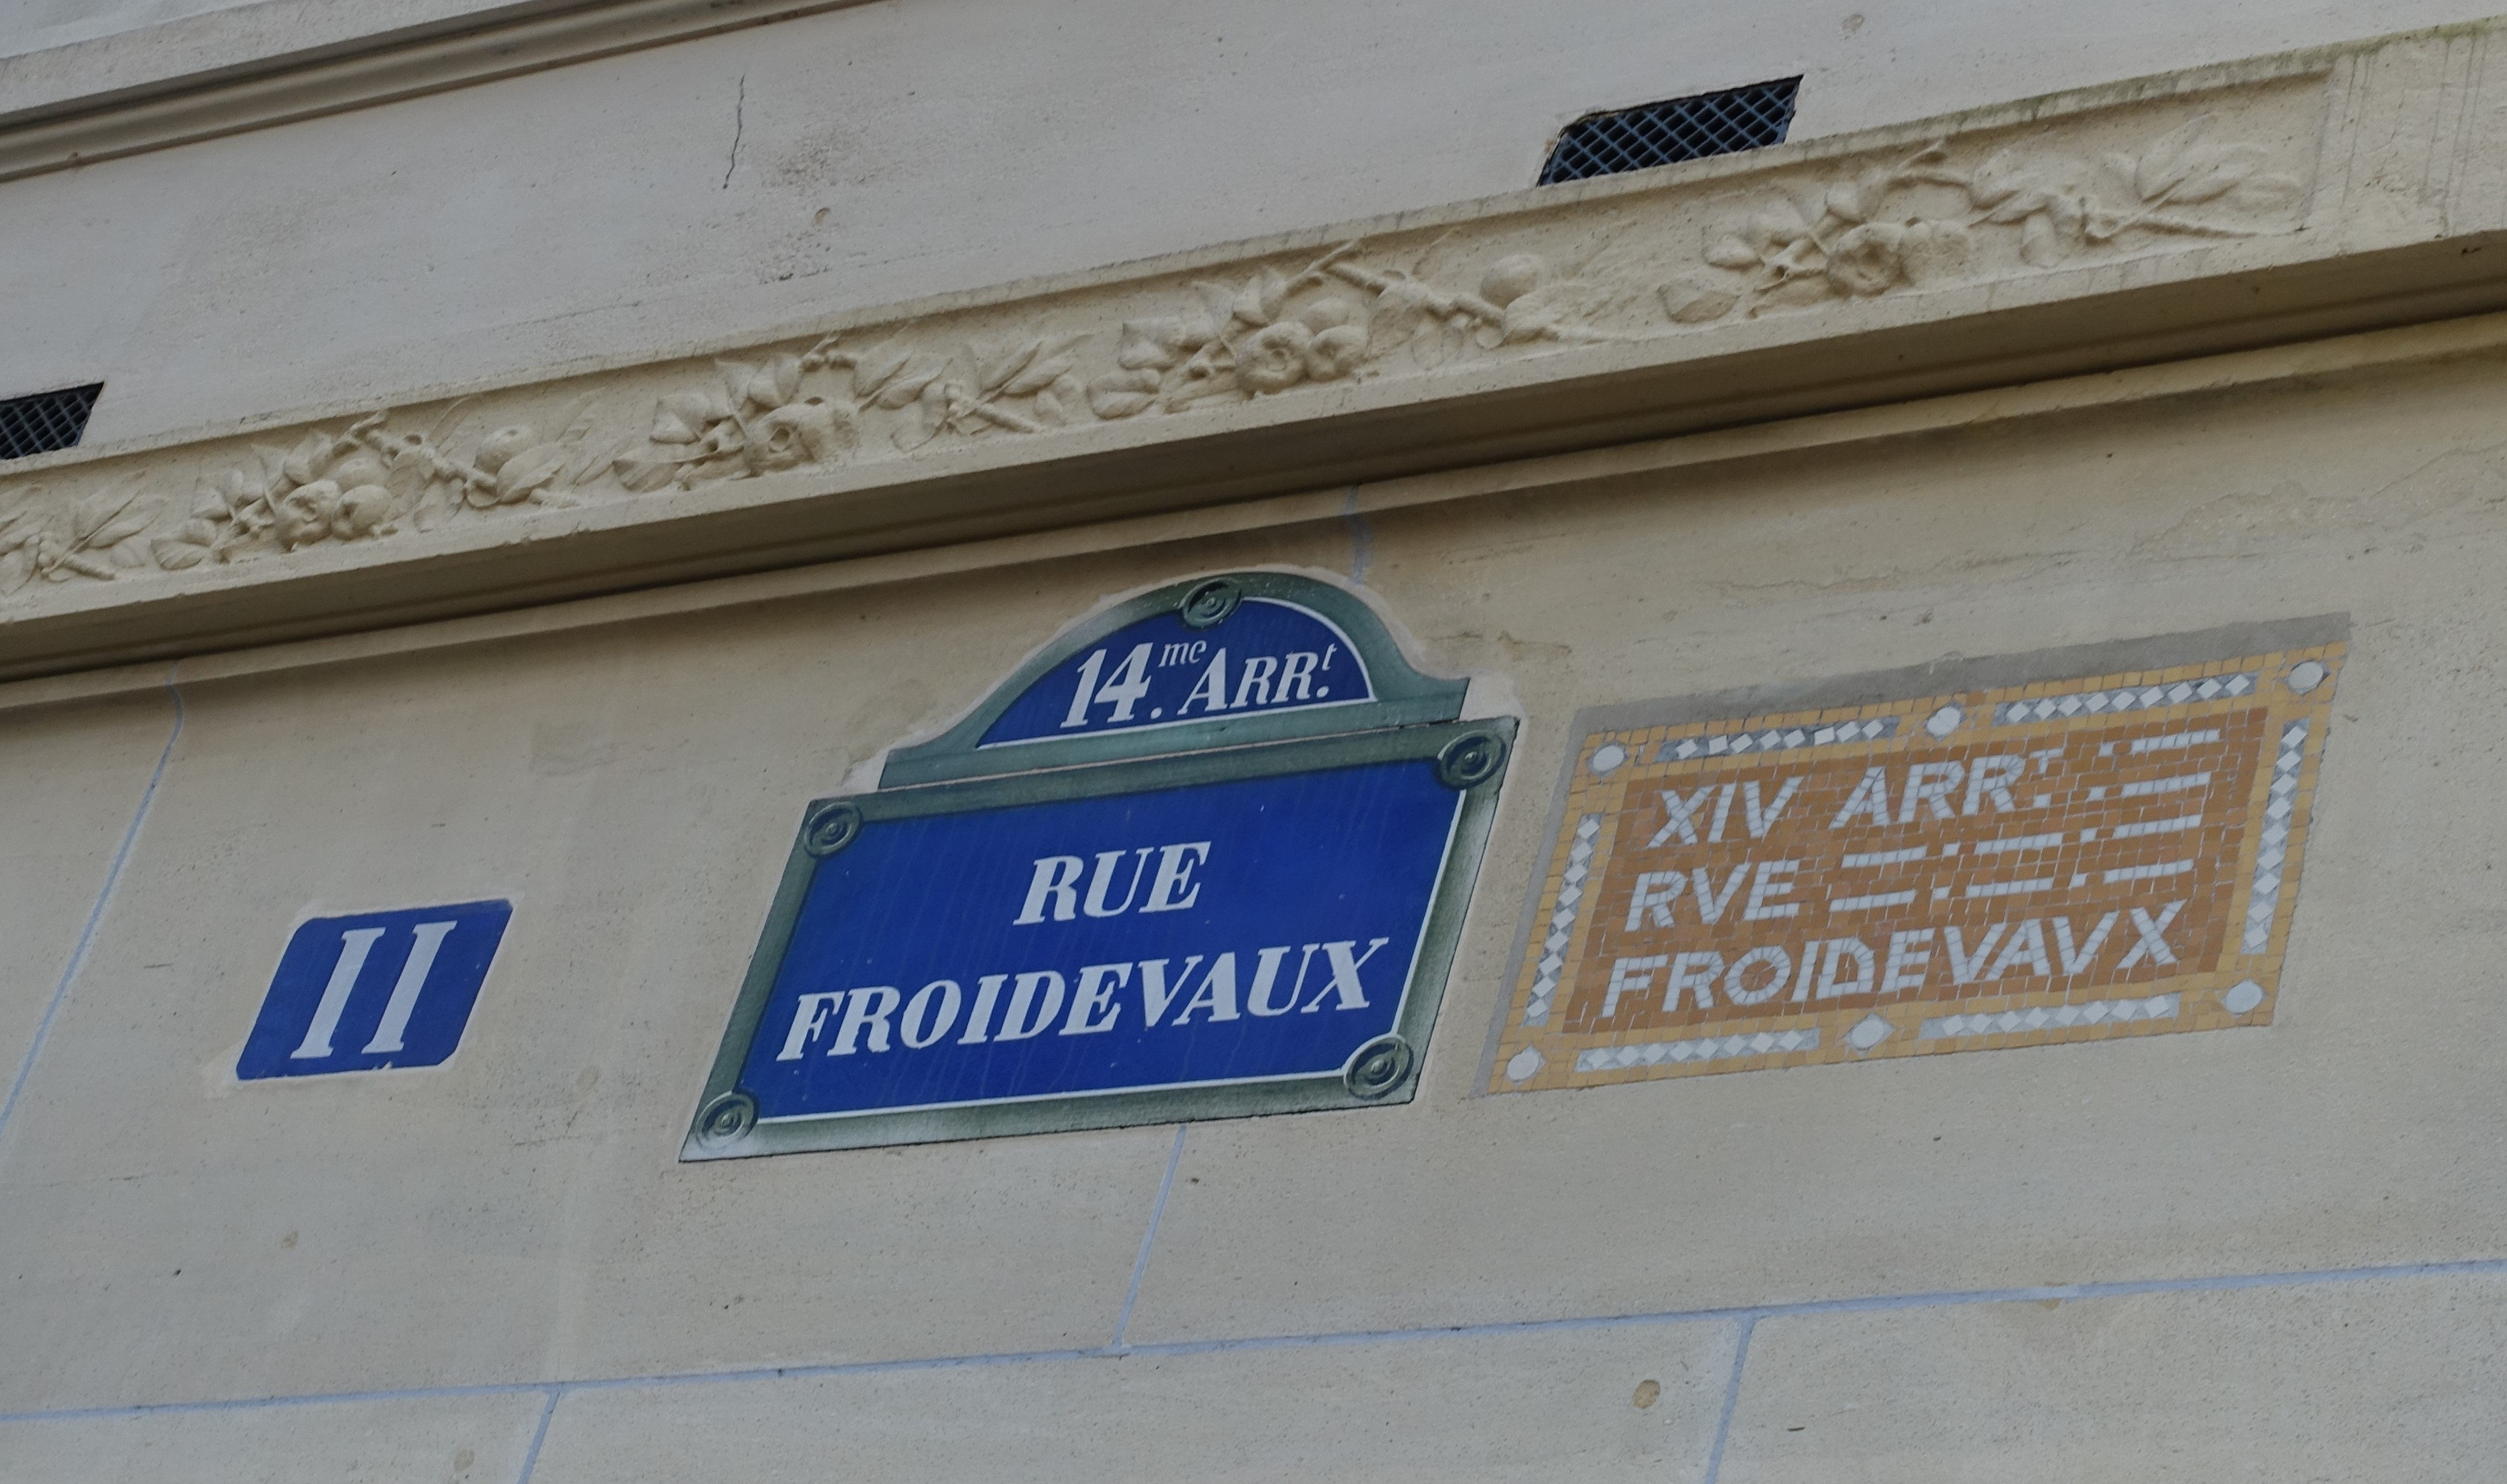 11
14me. ARRt.
RUE
FROIDEVAUX
XIV ARRT.
RVE
FROIDEVAVX